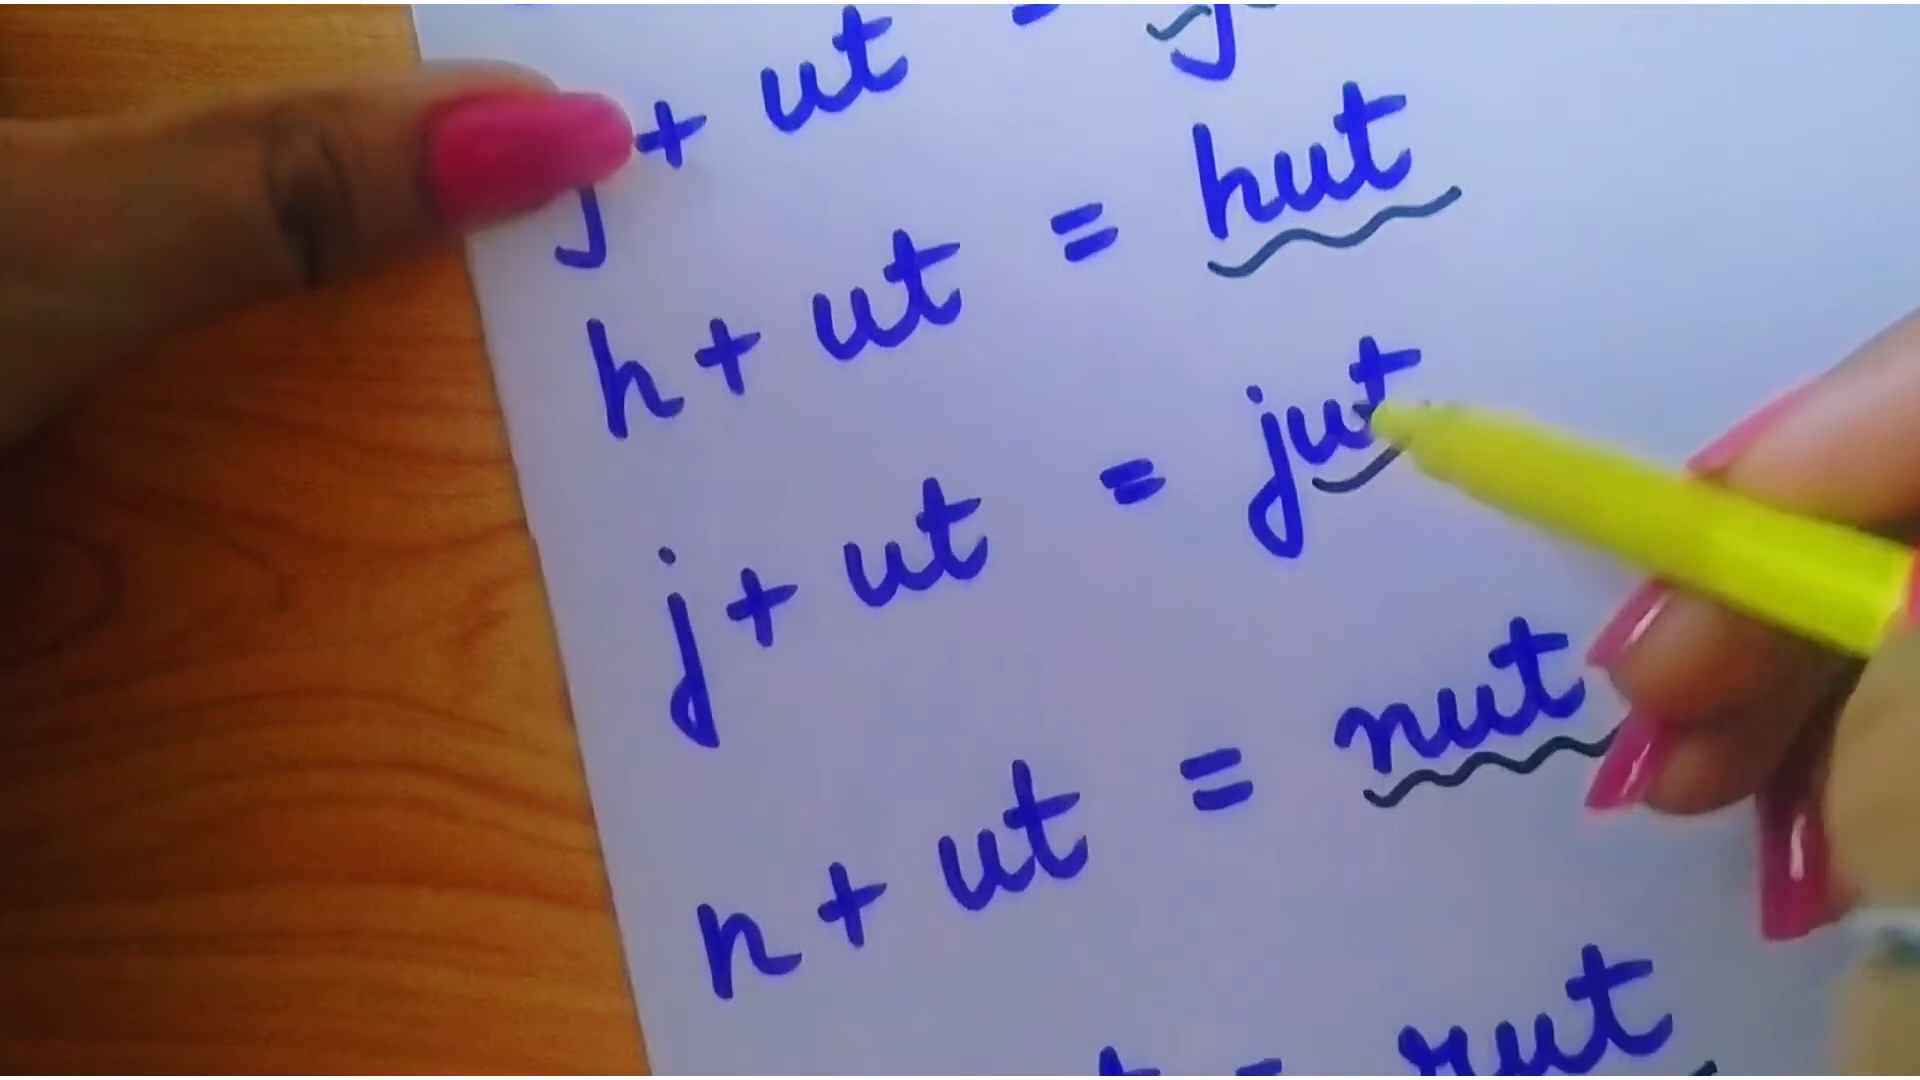 + ut =
h + ut = hut
j + ut = jut
n + ut = nut
= rut